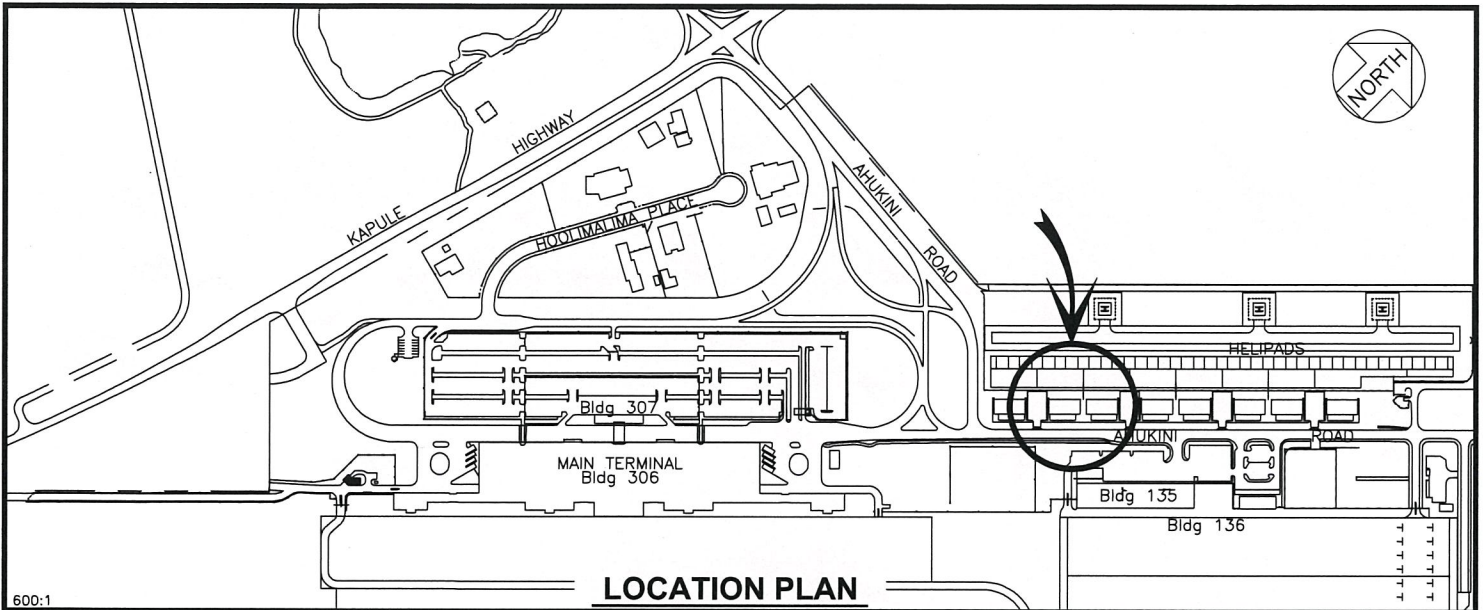 NORTH
HIGHWAY
KAPULE
HOOLIMALIMA PLACE
AHUKINI
ROAD
HELIPADS
H
H
H
Bldg 307
AHUKINI
ROAD
MAIN TERMINAL
Bldg 306
Bldg 135
Bldg 136
LOCATION PLAN
600:1